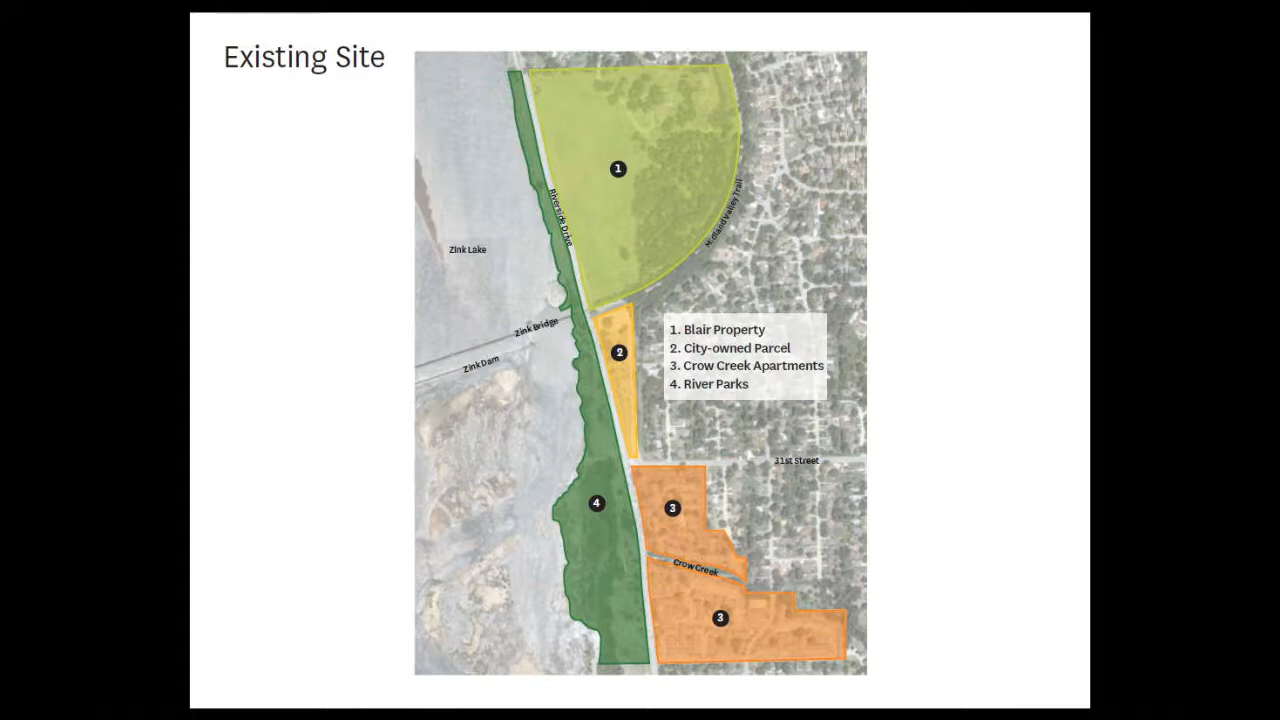 Existing Site
1
Riverside Drive
Midland Valley Trail
Zink Lake
Zink Bridge
Zink Dam
2
1. Blair Property
2. City-owned Parcel
3. Crow Creek Apartments
4. River Parks
31st Street
4
3
Crow Creek
3